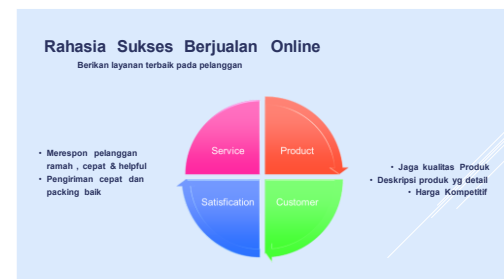 Rahasia Sukses Berjualan Online
Berikan layanan terbaik pada pelanggan
• Merespon pelanggan
ramah , cepat & helpful
• Pengiriman cepat dan
packing baik
Service
Product
Satisfication
Customer
• Jaga kualitas Produk
• Deskripsi produk yg detail
• Harga Kompetitif